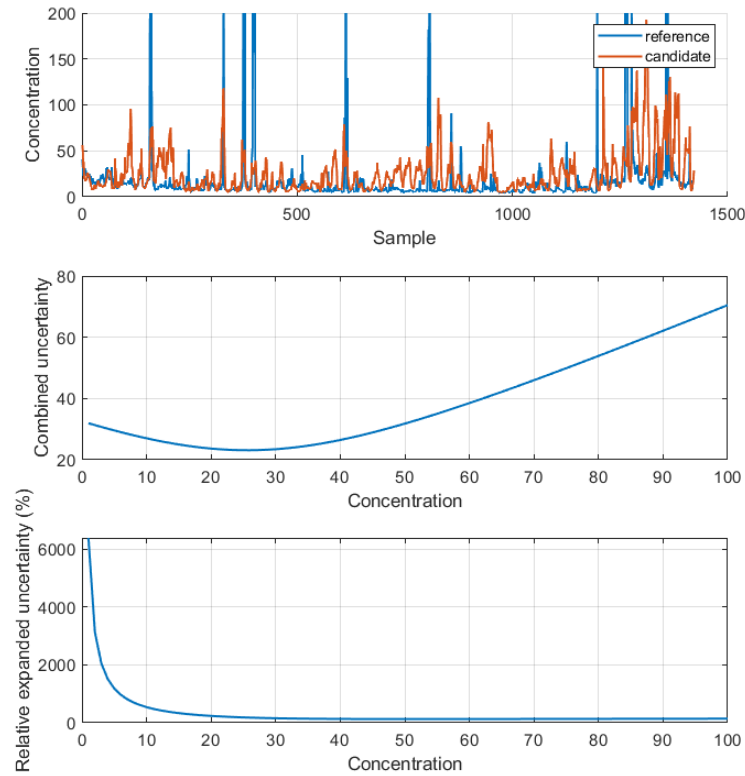 200
150
100
50
0
Concentration
reference
candidate
0 500 1000 1500
Sample
80
60
40
20
Combined uncertainty
0 10 20 30 40 50 60 70 80 90 100
Concentration
6000
4000
2000
0
Relative expanded uncertainty (%)
0 10 20 30 40 50 60 70 80 90 100
Concentration